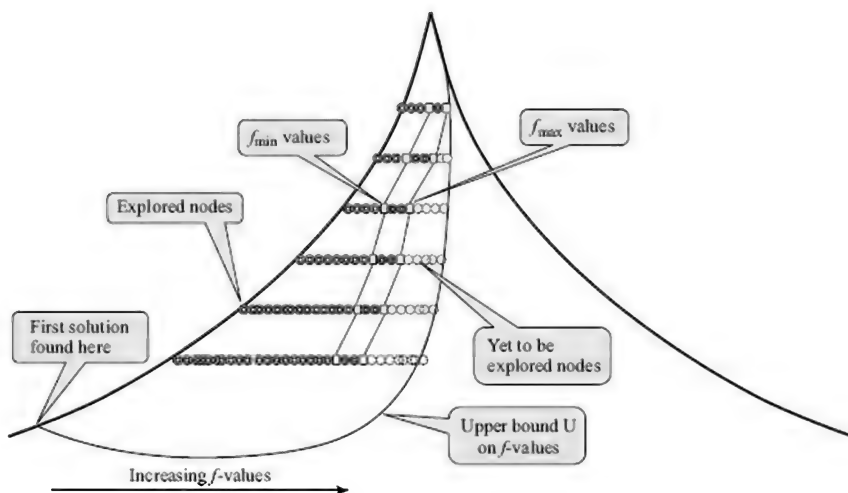 f_min values
f_max values
Explored nodes
First solution
found here
Yet to be
explored nodes
Upper bound U
on f-values
Increasing f-values